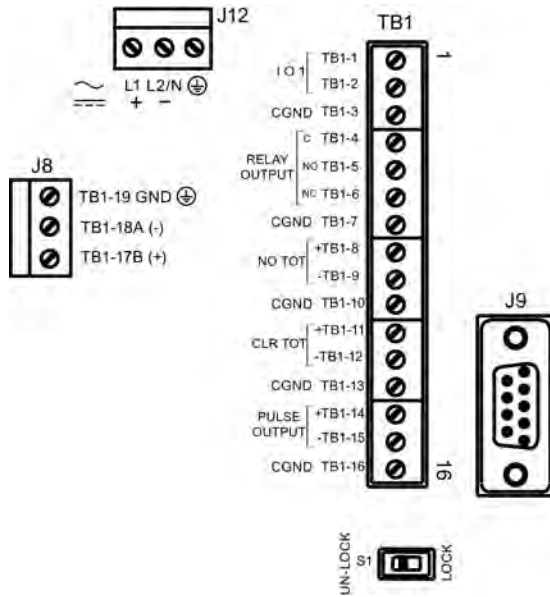 J12
L1 L2/N
+ −
J8
TB1-19 GND
TB1-18A (-)
TB1-17B (+)
TB1
1
I O 1
TB1-1
TB1-2
CGND TB1-3
RELAY OUTPUT
C TB1-4
NO TB1-5
NC TB1-6
CGND TB1-7
NO TOT
+TB1-8
-TB1-9
CGND TB1-10
CLR TOT
+TB1-11
-TB1-12
CGND TB1-13
PULSE OUTPUT
+TB1-14
-TB1-15
CGND TB1-16
16
J9
UN-LOCK
S1
LOCK